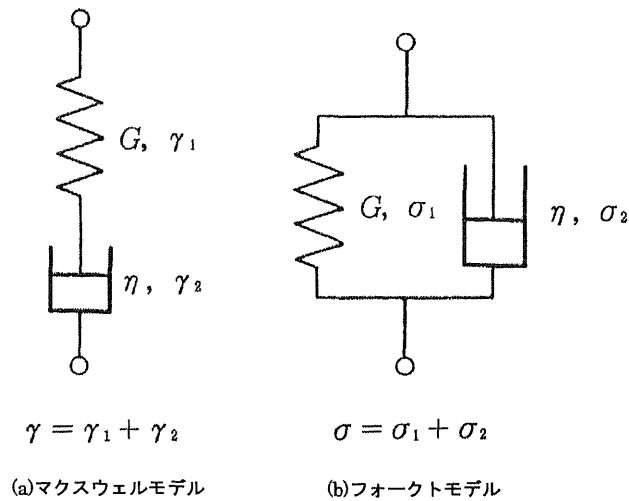 G, γ₁
η, γ₂
γ = γ₁ + γ₂
(a)マクスウェルモデル
G, σ₁
η, σ₂
σ = σ₁ + σ₂
(b)フォークトモデル